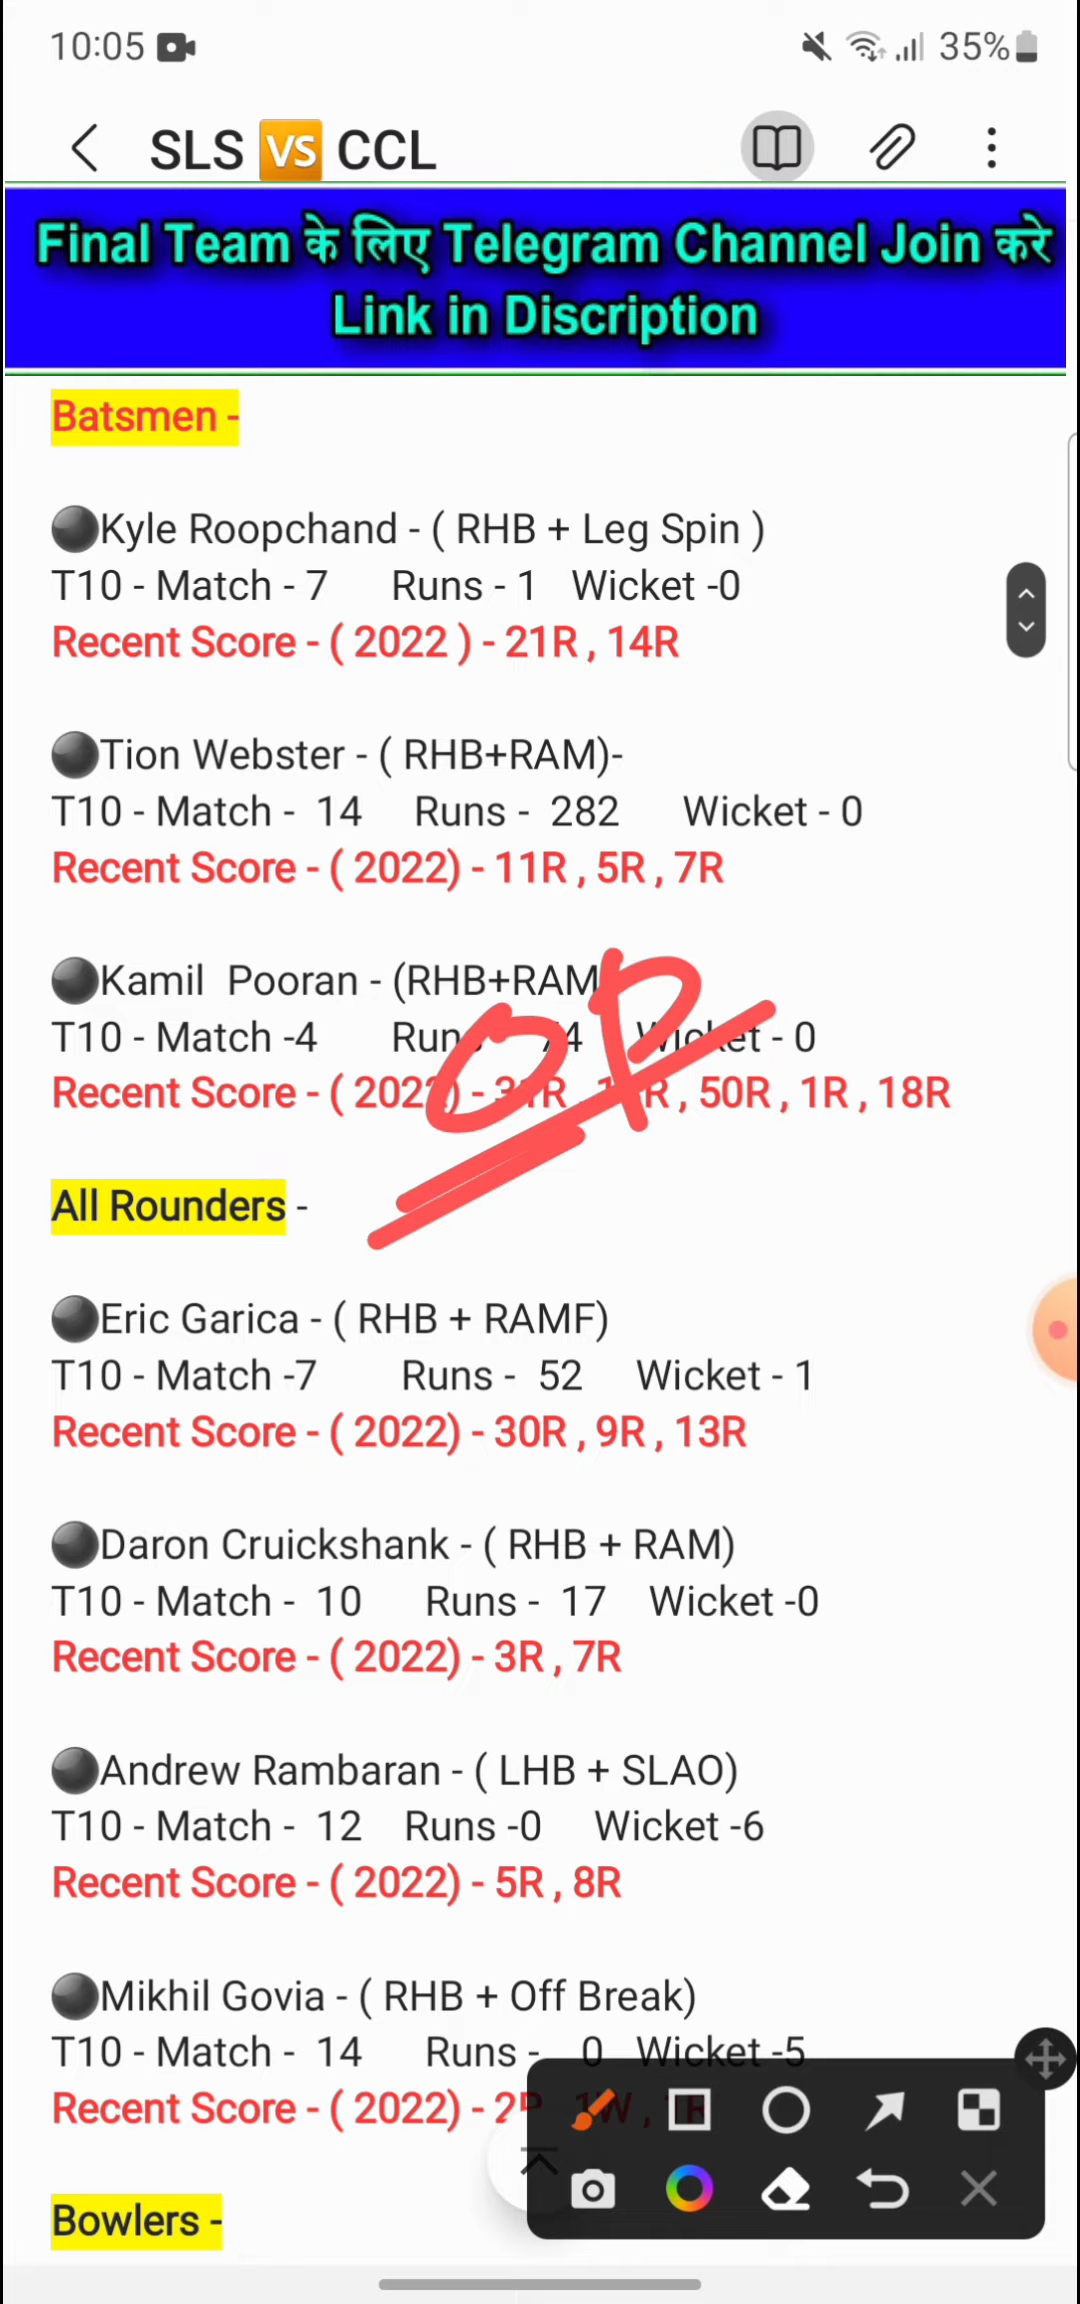 10:05 35%
SLS VS CCL
Final Team के लिए Telegram Channel Join करे
Link in Discription
Batsmen -
Kyle Roopchand - ( RHB + Leg Spin )
T10 - Match - 7 Runs - 1 Wicket -0
Recent Score - ( 2022 ) - 21R , 14R
Tion Webster - ( RHB+RAM)-
T10 - Match - 14 Runs - 282 Wicket - 0
Recent Score - ( 2022) - 11R , 5R , 7R
Kamil Pooran - (RHB+RAM
OP
T10 - Match -4 Wicket - 0
Recent Score - ( 2022) - , 50R , 1R , 18R
All Rounders -
Eric Garica - ( RHB + RAMF)
T10 - Match -7 Runs - 52 Wicket - 1
Recent Score - ( 2022) - 30R , 9R , 13R
Daron Cruickshank - ( RHB + RAM)
T10 - Match - 10 Runs - 17 Wicket -0
Recent Score - ( 2022) - 3R , 7R
Andrew Rambaran - ( LHB + SLAO)
T10 - Match - 12 Runs -0 Wicket -6
Recent Score - ( 2022) - 5R , 8R
Mikhil Govia - ( RHB + Off Break)
T10 - Match - 14 Runs - 0 Wicket -5
Recent Score - ( 2022) -
Bowlers -